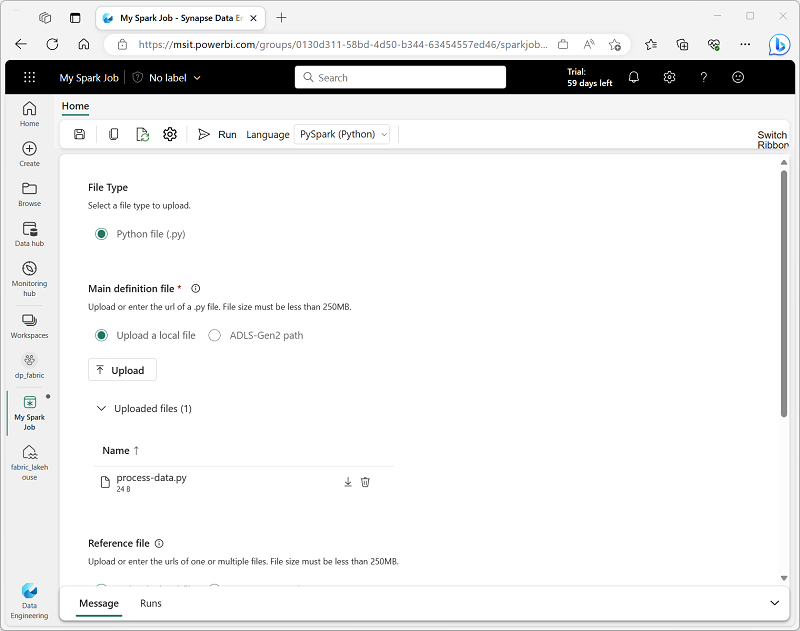 My Spark Job - Synapse Data E
https://msit.powerbi.com/groups/0130d311-58bd-4d50-b344-63454557ed46/sparkjob...
My Spark Job
No label
Search
Trial:
59 days left
Home
Create
Browse
Data hub
Monitoring
hub
Workspaces
dp_fabric
My Spark
Job
fabric_lakeh
ouse
Data
Engineering
Home
Run
Language
PySpark (Python)
Switch
Ribbon
File Type
Select a file type to upload.
Python file (.py)
Main definition file *
Upload or enter the url of a .py file. File size must be less than 250MB.
Upload a local file
ADLS-Gen2 path
Upload
Uploaded files (1)
Name ↑
process-data.py
24 B
Reference file
Upload or enter the urls of one or multiple files. File size must be less than 250MB.
Message
Runs